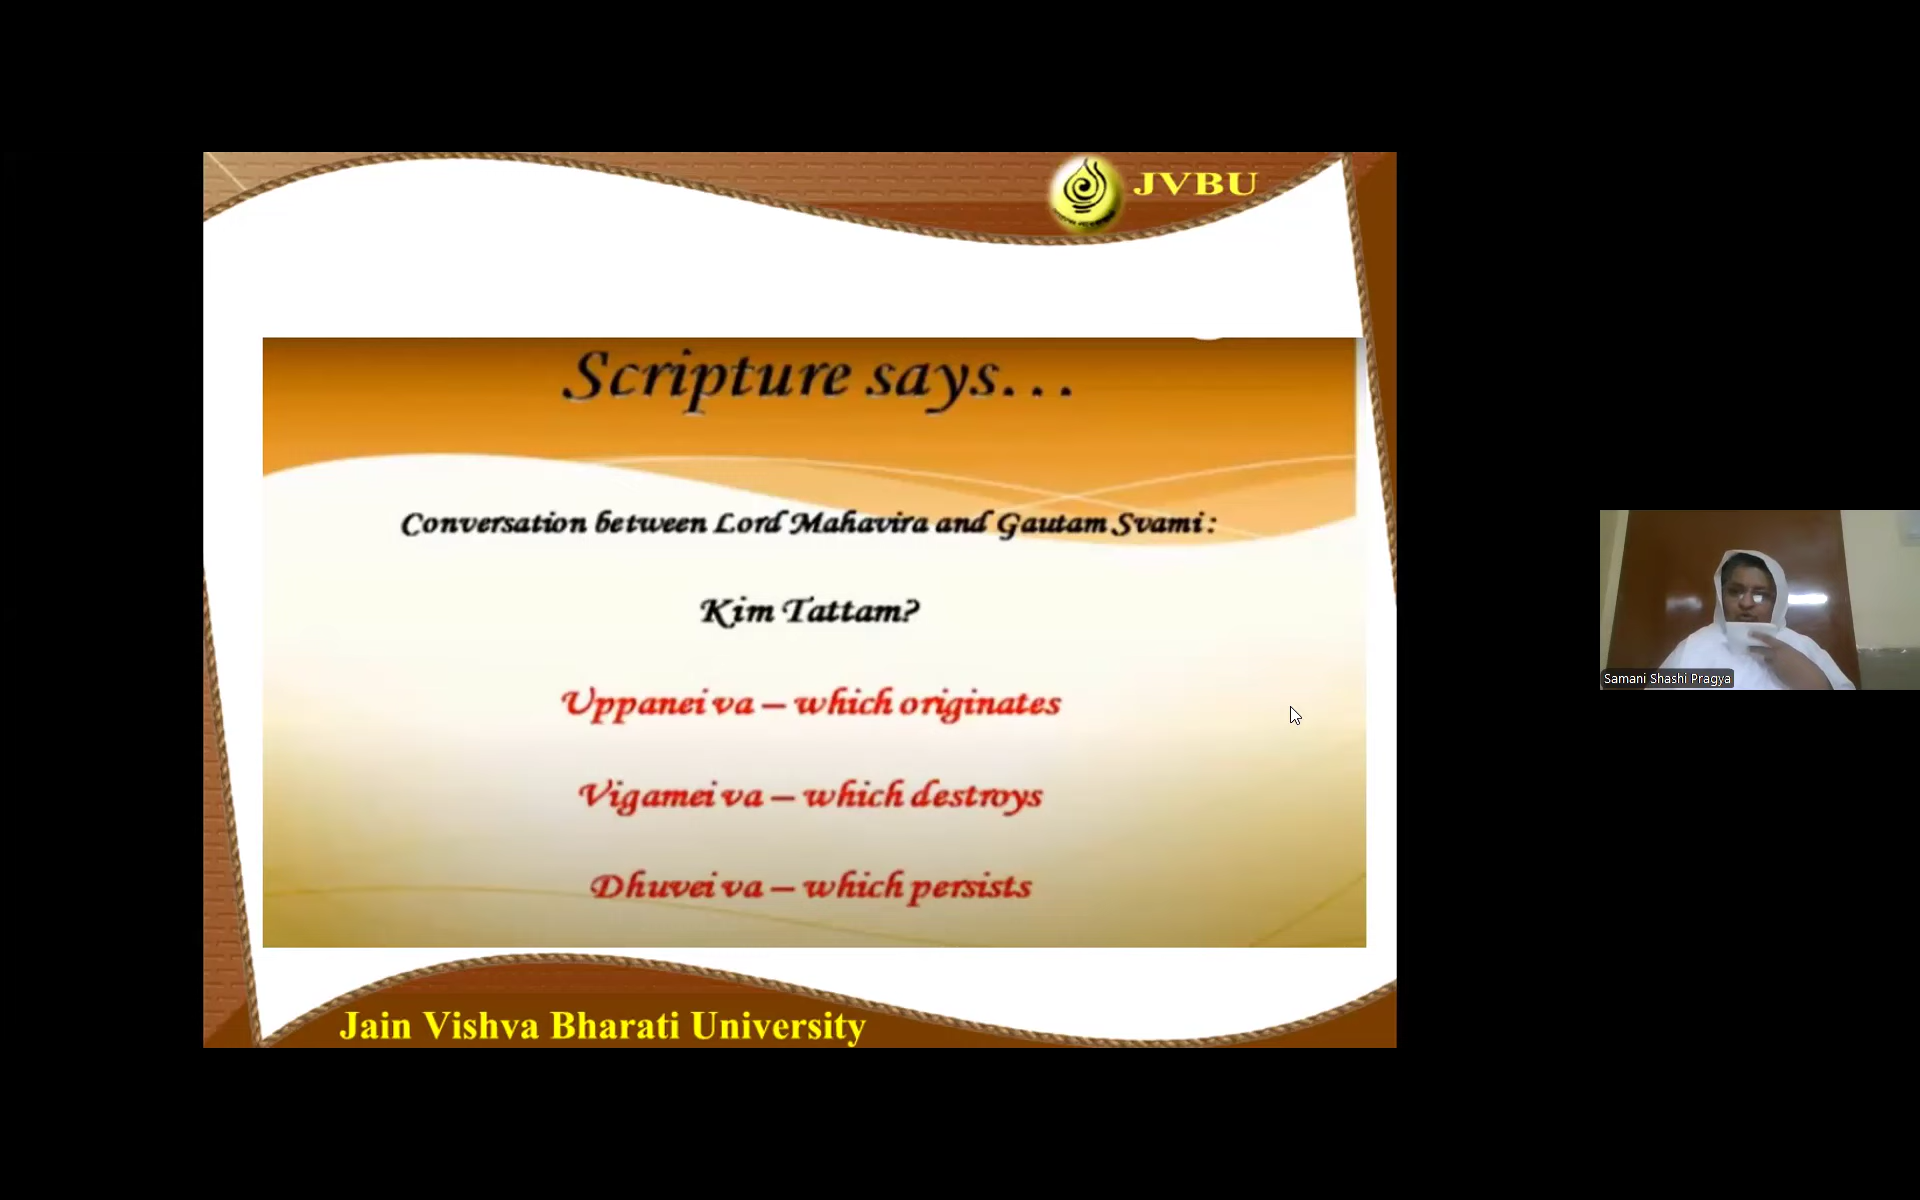 JVBU
Scripture says...
Conversation between Lord Mahavira and Gautam Svami:
Kim Tattam?
Uppanei va – which originates
Vigamei va – which destroys
Dhuvei va – which persists
Jain Vishva Bharati University
Samani Shashi Pragya